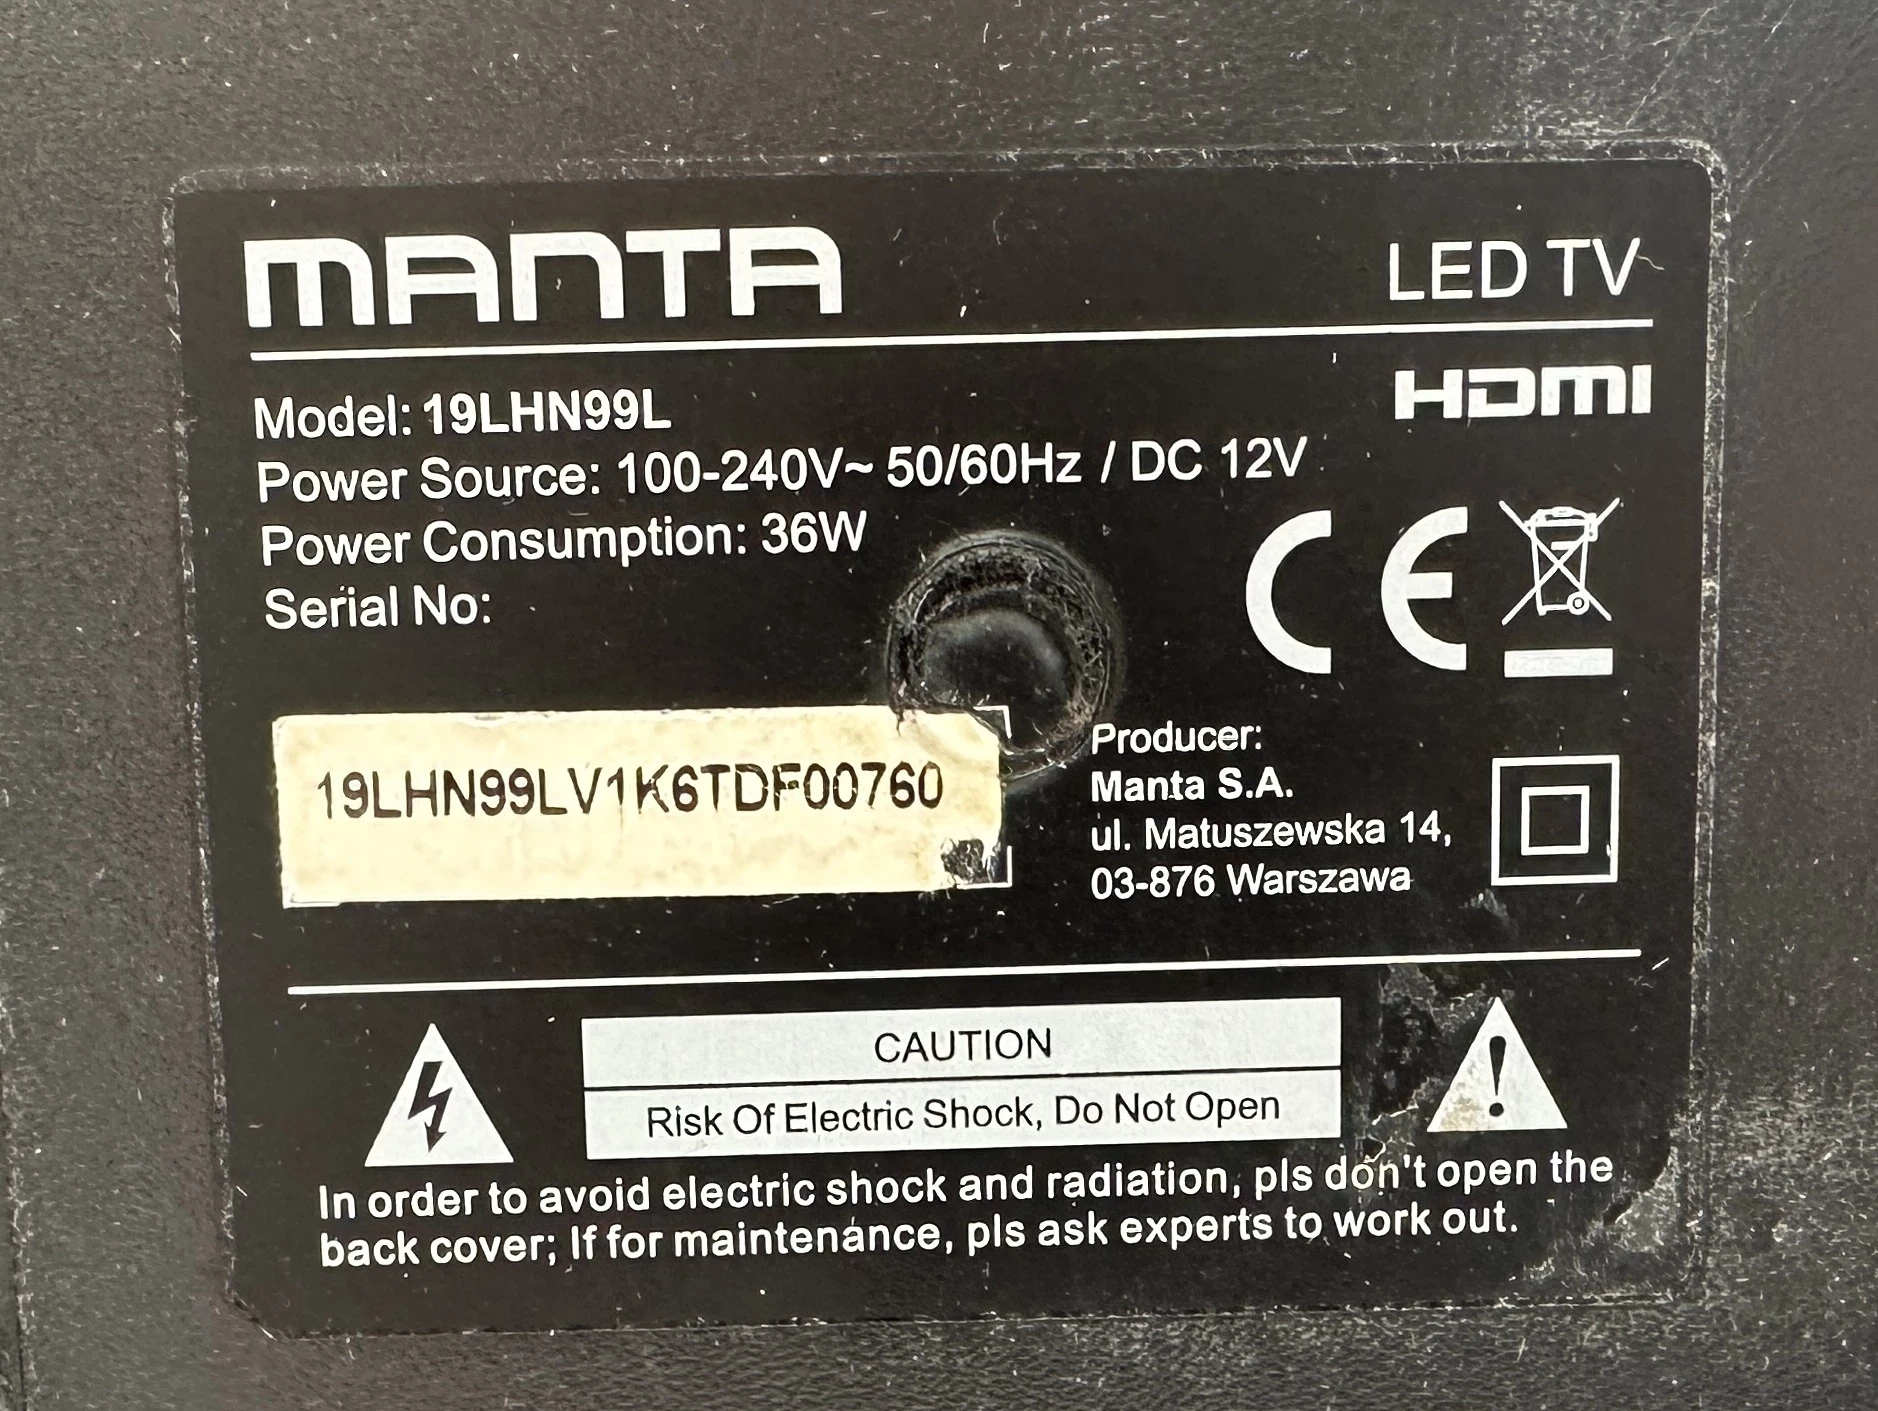 MANTA
LED TV
HDMI
Model: 19LHN99L
Power Source: 100-240V~ 50/60Hz / DC 12V
Power Consumption: 36W
Serial No:
CE
19LHN99LV1K6TDF00760
Producer:
Manta S.A.
ul. Matuszewska 14,
03-876 Warszawa
CAUTION
Risk Of Electric Shock, Do Not Open
In order to avoid electric shock and radiation, pls don't open the
back cover; If for maintenance, pls ask experts to work out.